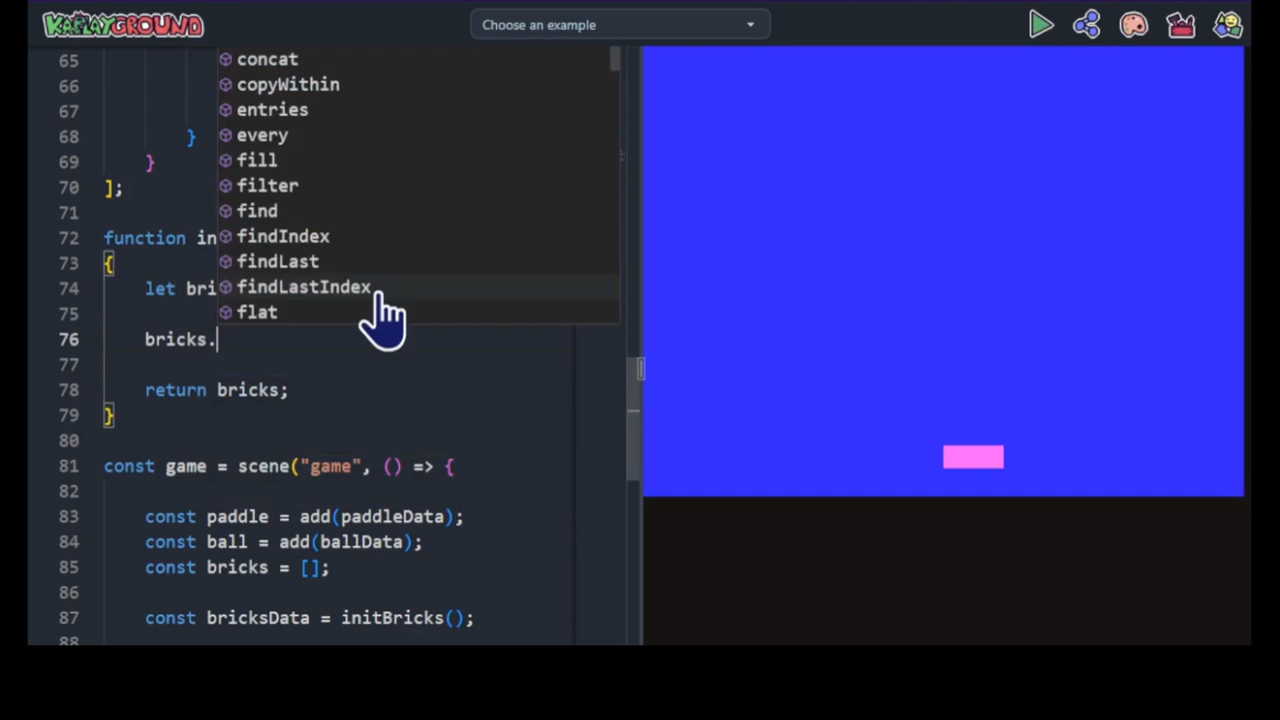 KAPLAYGROUND
Choose an example
65
66
67
68 }
69 }
70 ];
71
72 function in
73 {
74 let bri
75
76 bricks.
77
78 return bricks;
79 }
80
81 const game = scene("game", () => {
82
83 const paddle = add(paddleData);
84 const ball = add(ballData);
85 const bricks = [];
86
87 const bricksData = initBricks();
88
concat
copyWithin
entries
every
fill
filter
find
findIndex
findLast
findLastIndex
flat